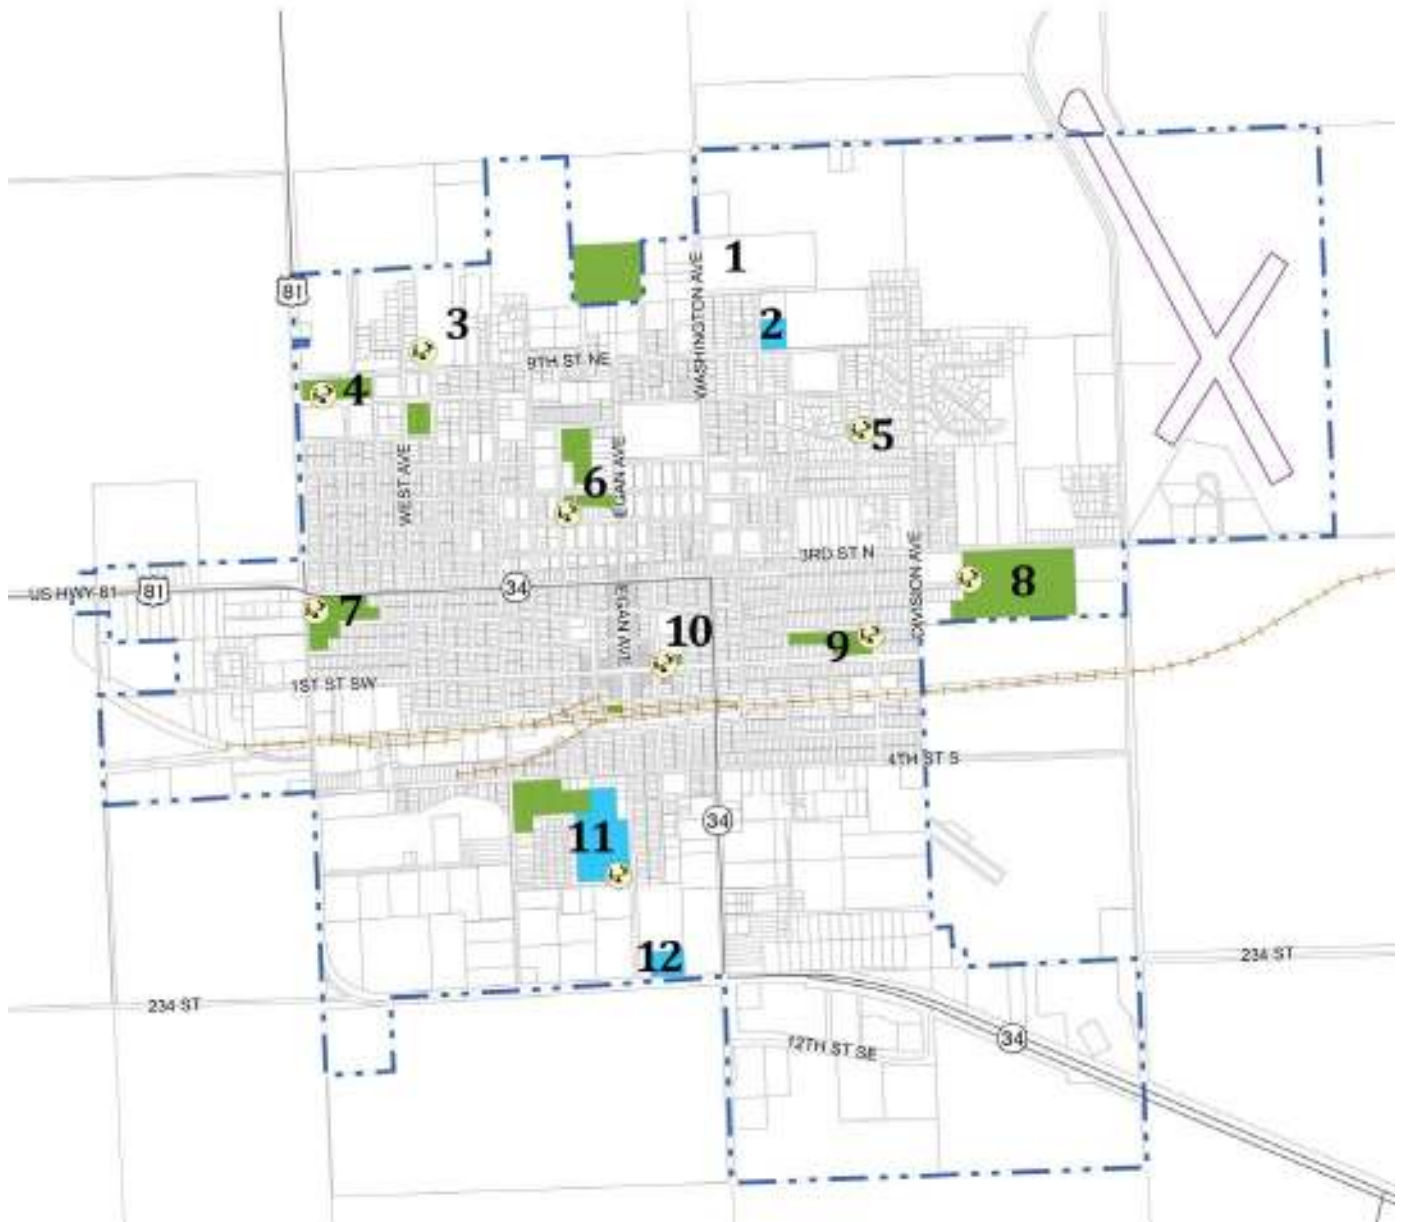 1
WASHINGTON AVE
81
3
2
9TH ST NE
4
5
WEST AVE
6
EGAN AVE
3RD ST N
DIVISION AVE
US HWY 81
81
34
8
7
EGAN AVE
10
9
1ST ST SW
4TH ST S
34
11
12
234 ST
234 ST
34
12TH ST SE